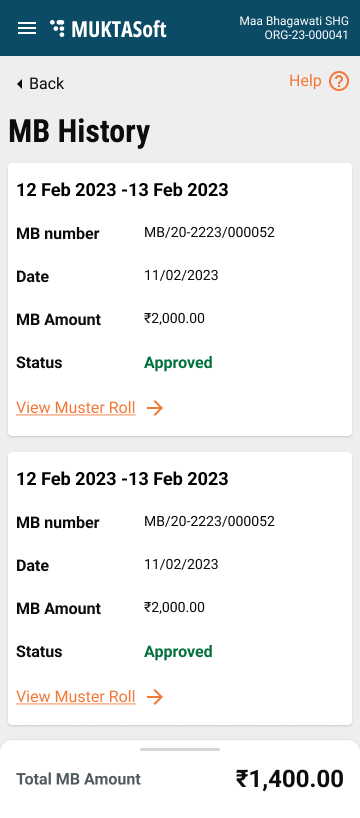 MUKTASoft
Maa Bhagawati SHG
ORG-23-000041
Back
Help
MB History
12 Feb 2023 -13 Feb 2023
MB number MB/20-2223/000052
Date 11/02/2023
MB Amount ₹2,000.00
Status Approved
View Muster Roll
12 Feb 2023 -13 Feb 2023
MB number MB/20-2223/000052
Date 11/02/2023
MB Amount ₹2,000.00
Status Approved
View Muster Roll
Total MB Amount ₹1,400.00